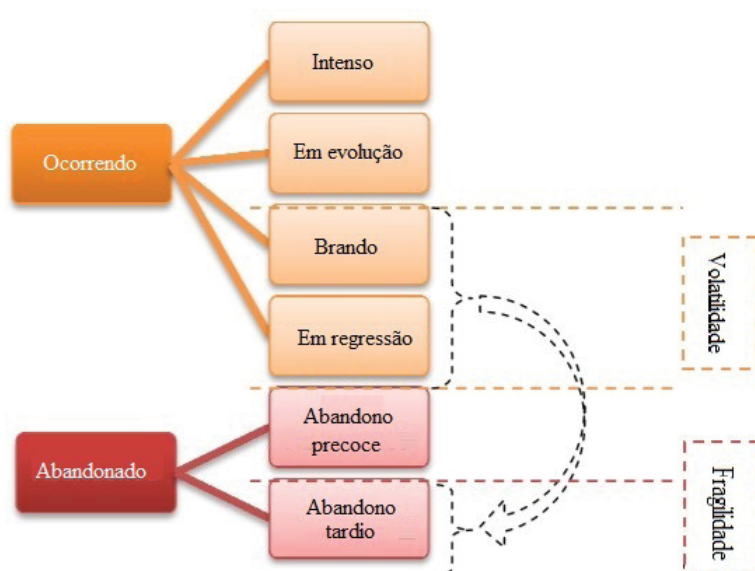 Intenso
Ocorrendo
Em evolução
Brando
Em regressão
Volatilidade
Abandono
precoce
Abandonado
Abandono
tardio
Fragilidade